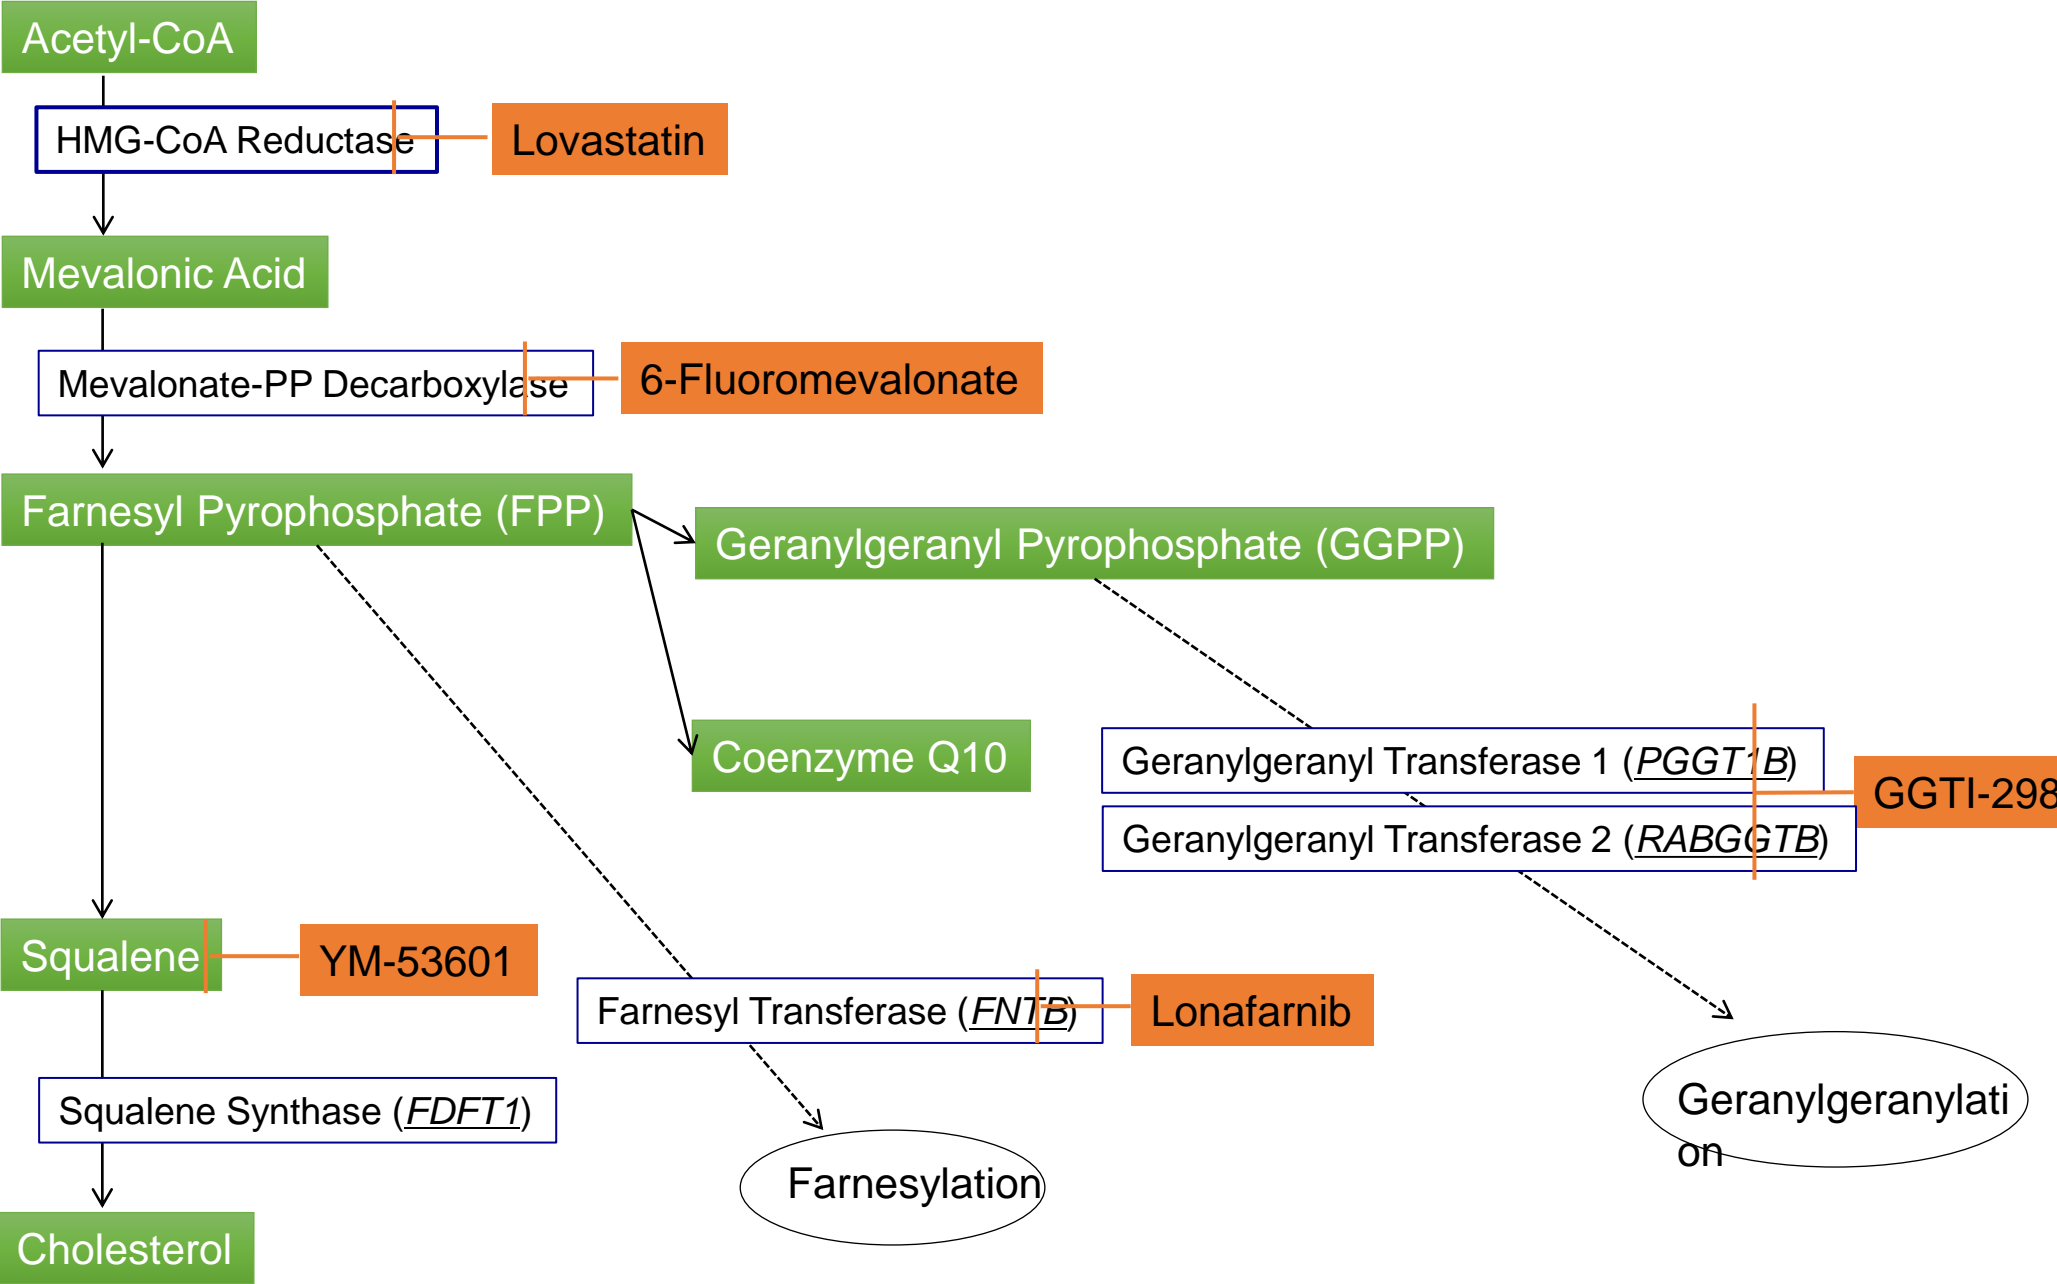 Acetyl-CoA
HMG-CoA Reductase
Lovastatin
Mevalonic Acid
Mevalonate-PP Decarboxylase
6-Fluoromevalonate
Farnesyl Pyrophosphate (FPP)
Geranylgeranyl Pyrophosphate (GGPP)
Coenzyme Q10
Geranylgeranyl Transferase 1 (PGGT1B)
GGTI-298
Geranylgeranyl Transferase 2 (RABGGTB)
Squalene
YM-53601
Farnesyl Transferase (FNTB)
Lonafarnib
Squalene Synthase (FDFT1)
Geranylgeranylati
on
Farnesylation
Cholesterol